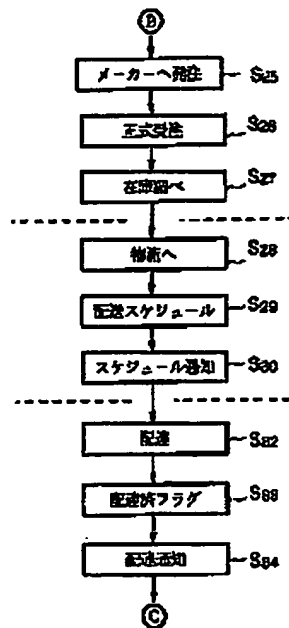 B
メーカーへ発注 S25
正式受注 S26
在庫調べ S27
物流へ S28
配送スケジュール S29
スケジュール通知 S30
配達 S32
配達済フラグ S33
配達通知 S34
C